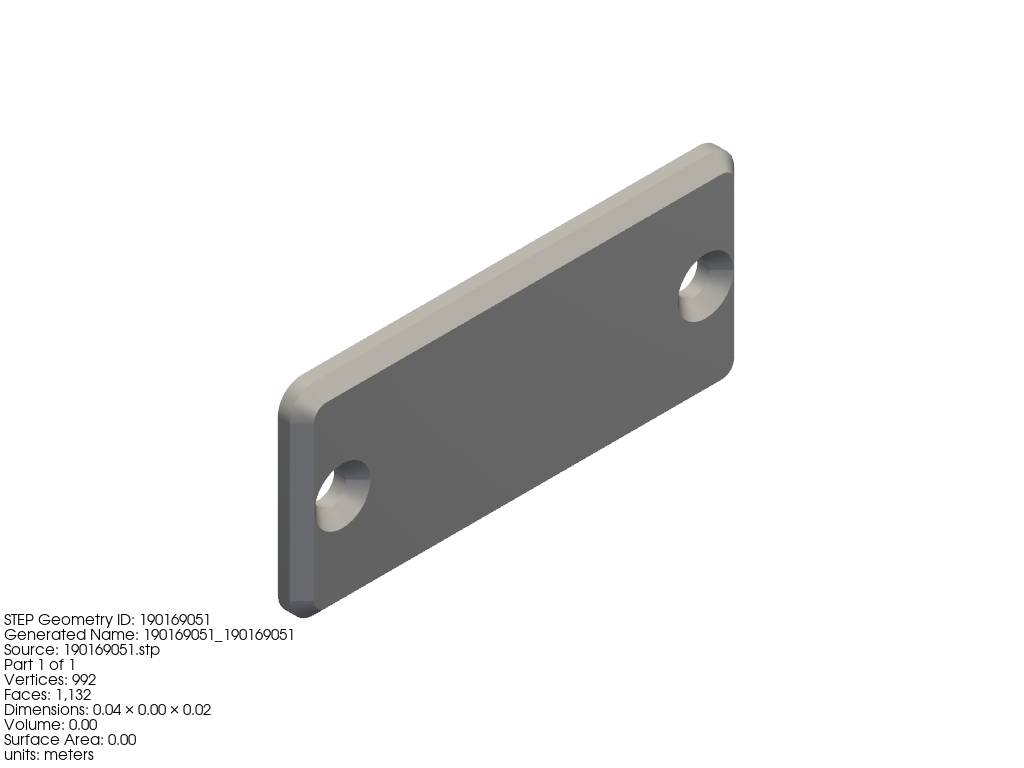 STEP Geometry ID: 190169051
Generated Name: 190169051_190169051
Source: 190169051.stp
Part 1 of 1
Vertices: 992
Faces: 1,132
Dimensions: 0.04 × 0.00 × 0.02
Volume: 0.00
Surface Area: 0.00
units: meters